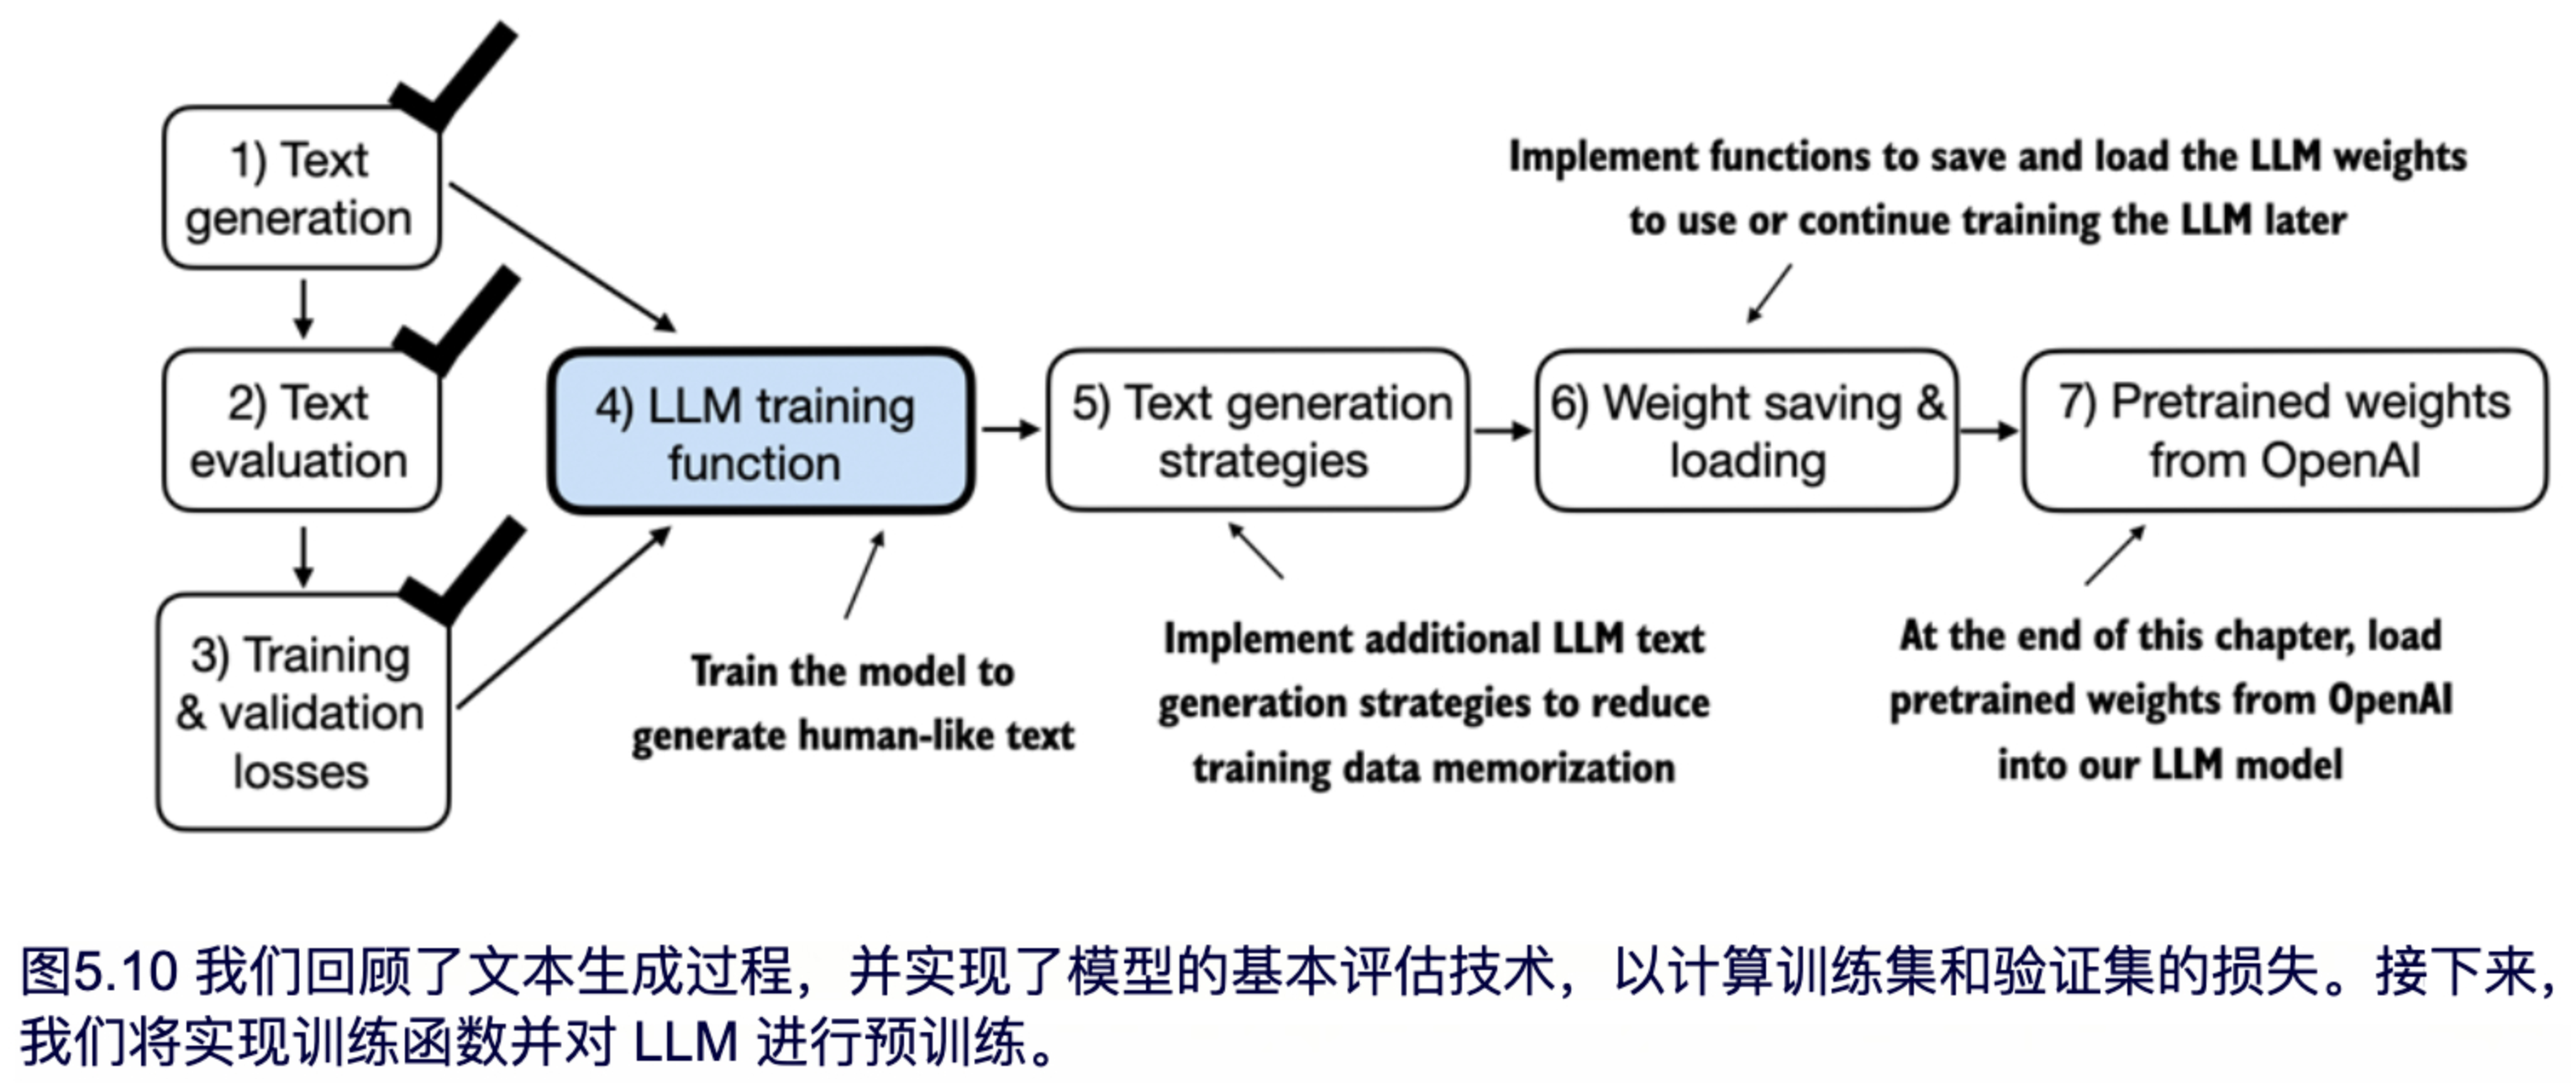 1) Text
generation
2) Text
evaluation
3) Training
& validation
losses
4) LLM training
function
Train the model to
generate human-like text
5) Text generation
strategies
Implement additional LLM text
generation strategies to reduce
training data memorization
Implement functions to save and load the LLM weights
to use or continue training the LLM later
6) Weight saving &
loading
7) Pretrained weights
from OpenAI
At the end of this chapter, load
pretrained weights from OpenAI
into our LLM model
图5.10 我们回顾了文本生成过程，并实现了模型的基本评估技术，以计算训练集和验证集的损失。接下来，
我们将实现训练函数并对 LLM 进行预训练。